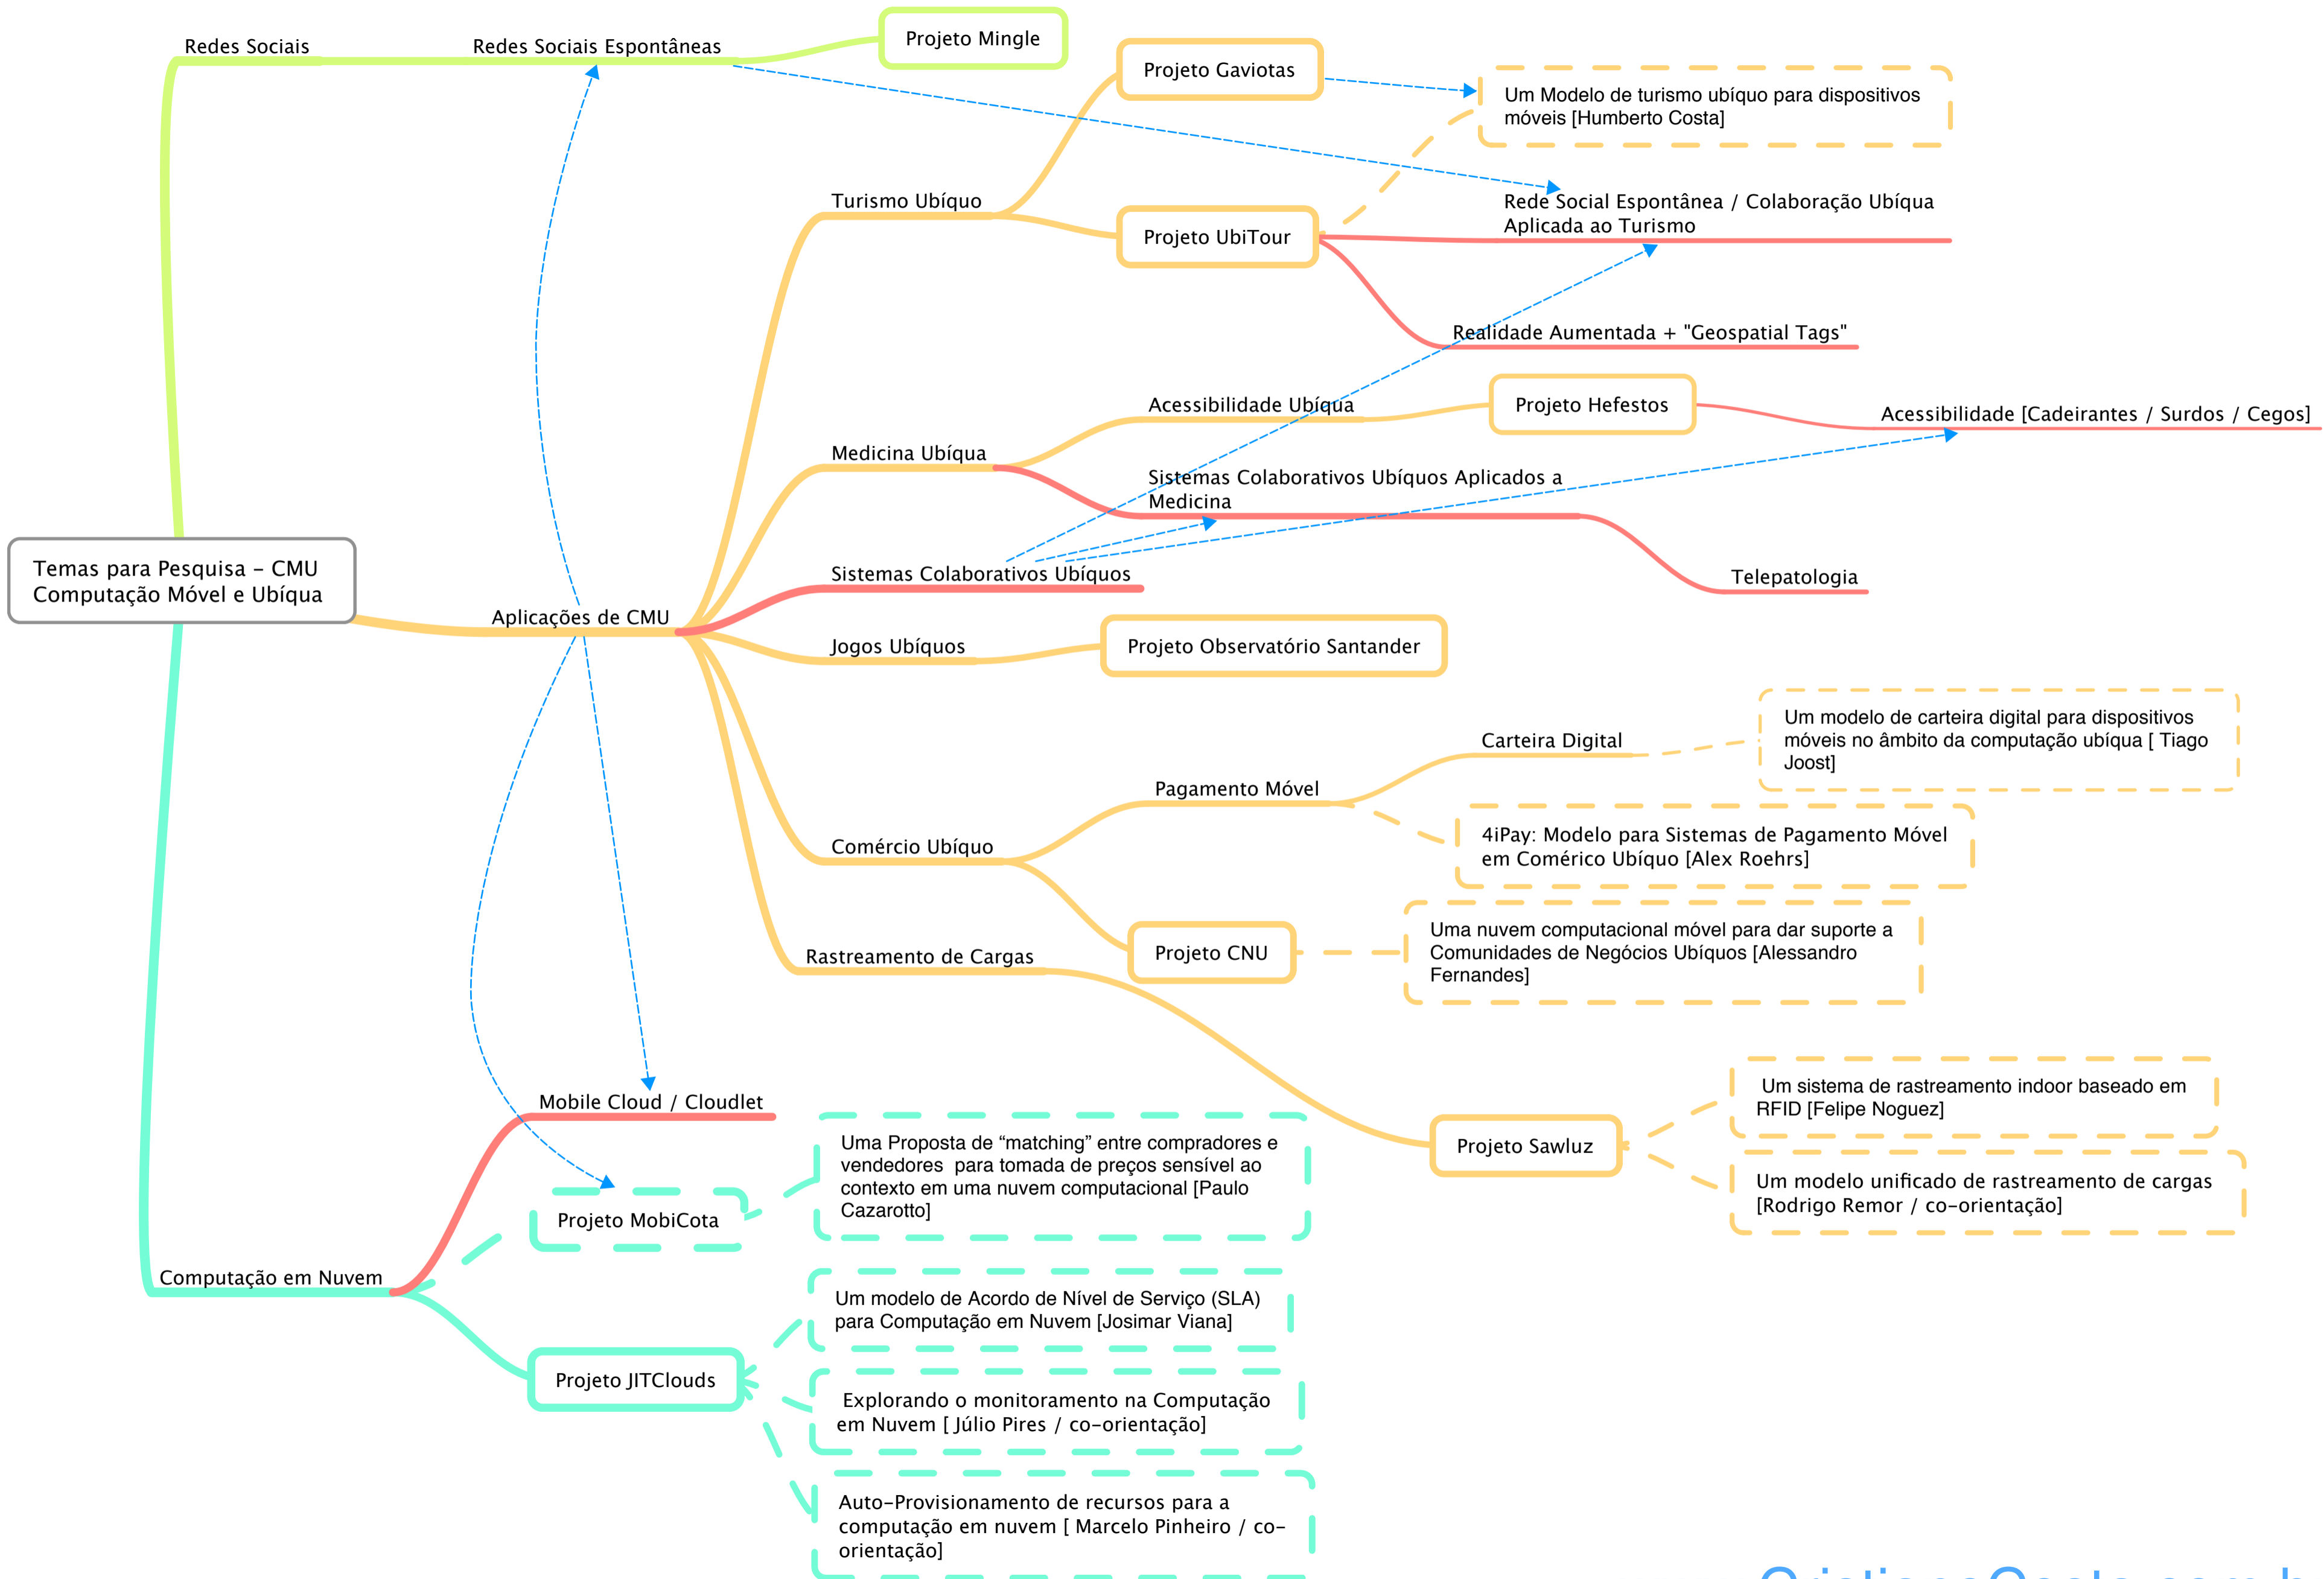 Redes Sociais
Redes Sociais Espontâneas
Projeto Mingle
Projeto Gaviotas
Um Modelo de turismo ubíquo para dispositivos
móveis [Humberto Costa]
Turismo Ubíquo
Projeto UbiTour
Rede Social Espontânea / Colaboração Ubíqua
Aplicada ao Turismo
Realidade Aumentada + "Geospatial Tags"
Acessibilidade Ubíqua
Projeto Hefestos
Acessibilidade [Cadeirantes / Surdos / Cegos]
Medicina Ubíqua
Sistemas Colaborativos Ubíquos Aplicados a
Medicina
Telepatologia
Temas para Pesquisa - CMU
Computação Móvel e Ubíqua
Aplicações de CMU
Sistemas Colaborativos Ubíquos
Jogos Ubíquos
Projeto Observatório Santander
Comércio Ubíquo
Pagamento Móvel
Carteira Digital
Um modelo de carteira digital para dispositivos
móveis no âmbito da computação ubíqua [ Tiago
Joost]
4iPay: Modelo para Sistemas de Pagamento Móvel
em Comérico Ubíquo [Alex Roehrs]
Projeto CNU
Uma nuvem computacional móvel para dar suporte a
Comunidades de Negócios Ubíquos [Alessandro
Fernandes]
Rastreamento de Cargas
Projeto Sawluz
Um sistema de rastreamento indoor baseado em
RFID [Felipe Noguez]
Um modelo unificado de rastreamento de cargas
[Rodrigo Remor / co-orientação]
Mobile Cloud / Cloudlet
Projeto MobiCota
Uma Proposta de “matching” entre compradores e
vendedores  para tomada de preços sensível ao
contexto em uma nuvem computacional [Paulo
Cazarotto]
Computação em Nuvem
Projeto JITClouds
Um modelo de Acordo de Nível de Serviço (SLA)
para Computação em Nuvem [Josimar Viana]
Explorando o monitoramento na Computação
em Nuvem [ Júlio Pires / co-orientação]
Auto-Provisionamento de recursos para a
computação em nuvem [ Marcelo Pinheiro / co-
orientação]